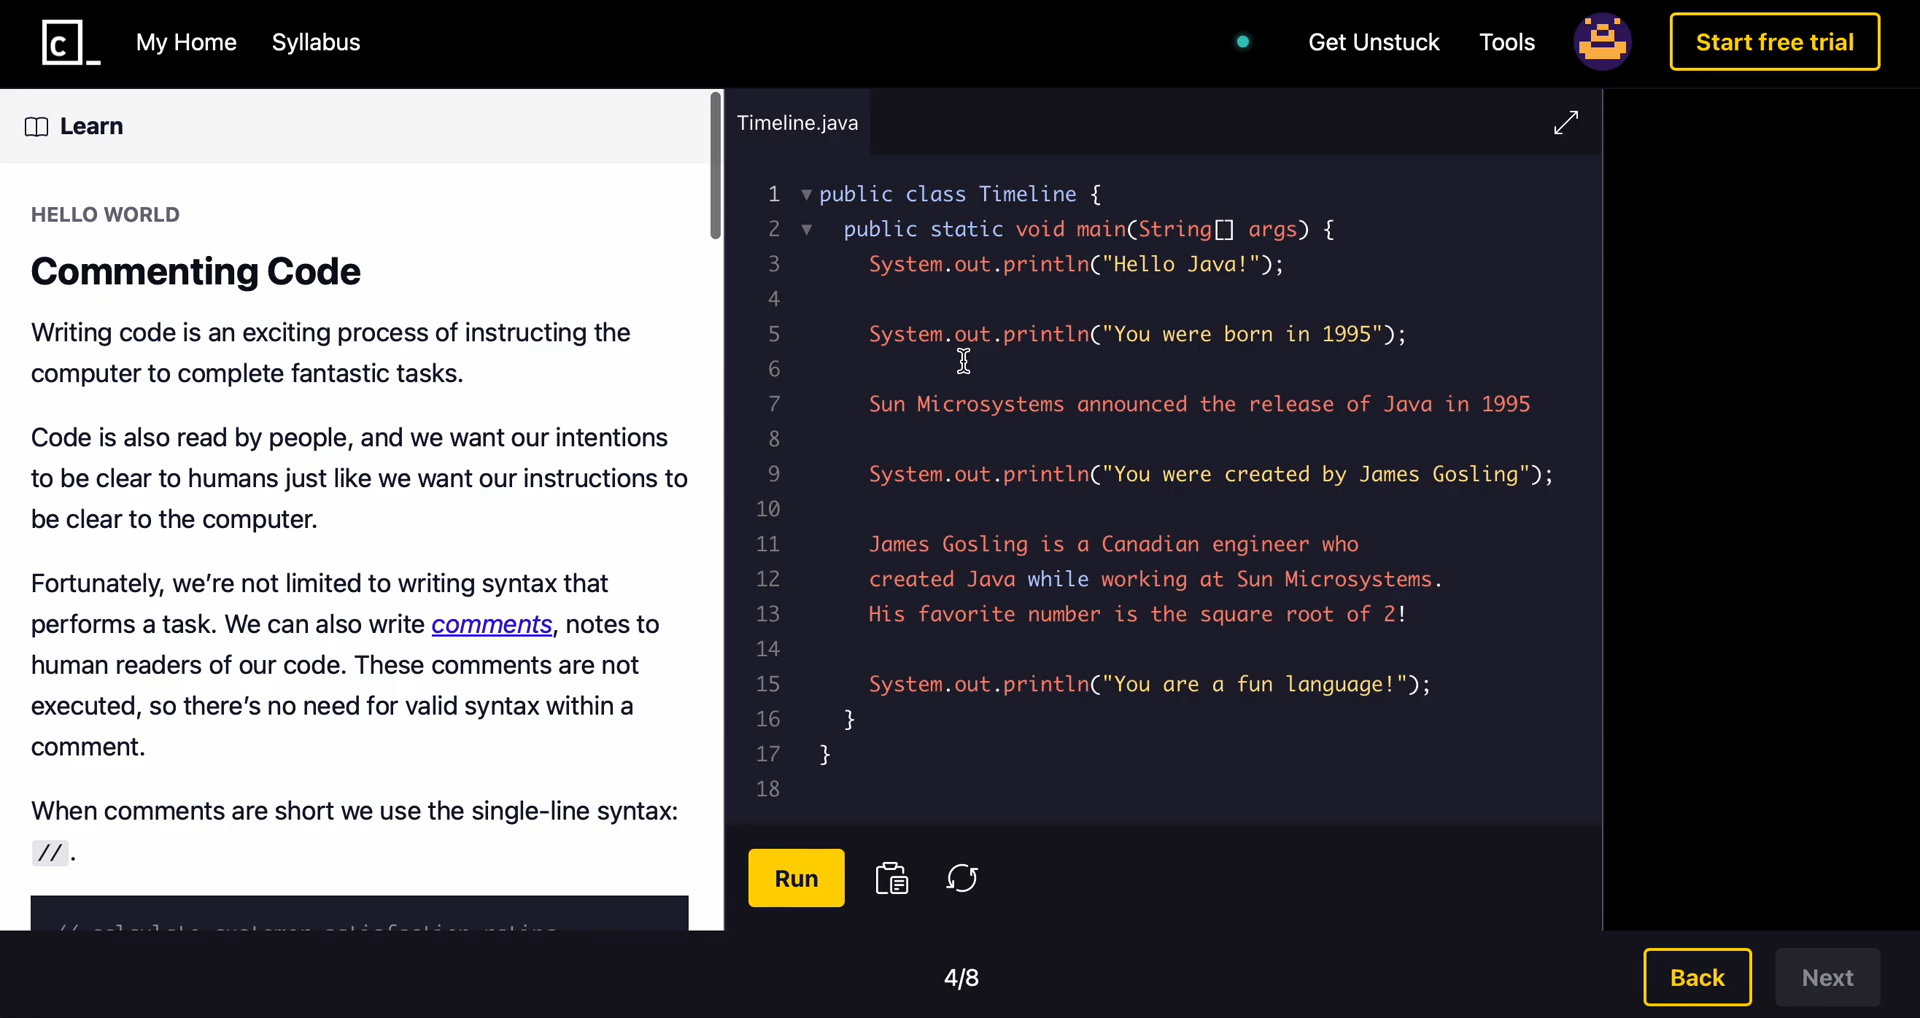 C_ My Home Syllabus Get Unstuck Tools Start free trial
Learn
HELLO WORLD
Commenting Code
Writing code is an exciting process of instructing the
computer to complete fantastic tasks.
Code is also read by people, and we want our intentions
to be clear to humans just like we want our instructions to
be clear to the computer.
Fortunately, we’re not limited to writing syntax that
performs a task. We can also write comments, notes to
human readers of our code. These comments are not
executed, so there’s no need for valid syntax within a
comment.
When comments are short we use the single-line syntax:
//.
// calculate customer satisfaction rating
Timeline.java
1 public class Timeline {
2 public static void main(String[] args) {
3 System.out.println("Hello Java!");
4
5 System.out.println("You were born in 1995");
6
7 Sun Microsystems announced the release of Java in 1995
8
9 System.out.println("You were created by James Gosling");
10
11 James Gosling is a Canadian engineer who
12 created Java while working at Sun Microsystems.
13 His favorite number is the square root of 2!
14
15 System.out.println("You are a fun language!");
16 }
17 }
18
Run
4/8
Back Next